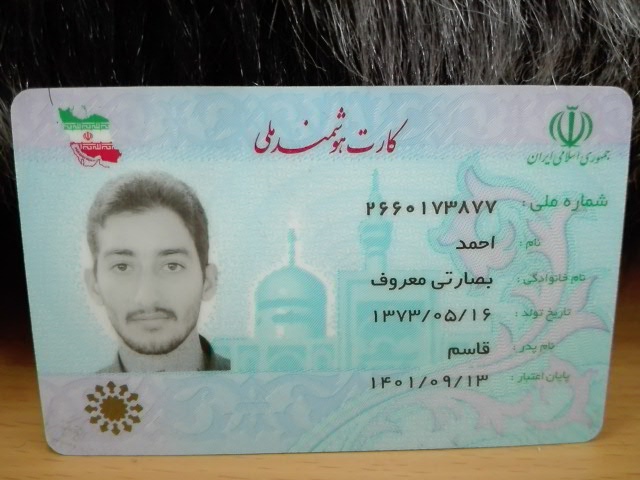 کارت هوشمند ملی
جمهوری اسلامی ایران
شماره ملی: ۲۶۶۰۱۷۳۸۷۷
نام: احمد
نام خانوادگی: بصارتی معروف
تاریخ تولد: ۱۳۷۳/۰۵/۱۶
نام پدر: قاسم
پایان اعتبار: ۱۴۰۱/۰۹/۱۳